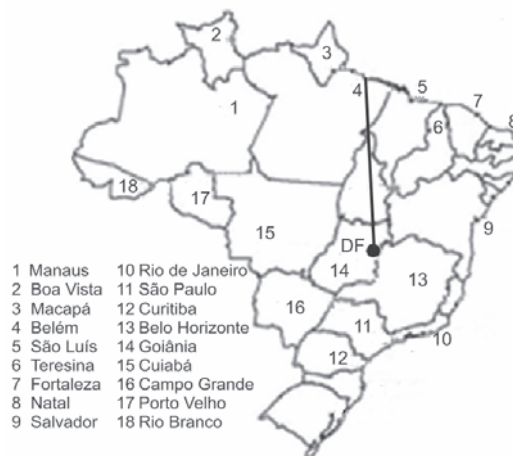 2
3
4
5
7
8
1
6
18
17
9
15
DF
14
13
16
11
10
12
1 Manaus 10 Rio de Janeiro
2 Boa Vista 11 São Paulo
3 Macapá 12 Curitiba
4 Belém 13 Belo Horizonte
5 São Luís 14 Goiânia
6 Teresina 15 Cuiabá
7 Fortaleza 16 Campo Grande
8 Natal 17 Porto Velho
9 Salvador 18 Rio Branco